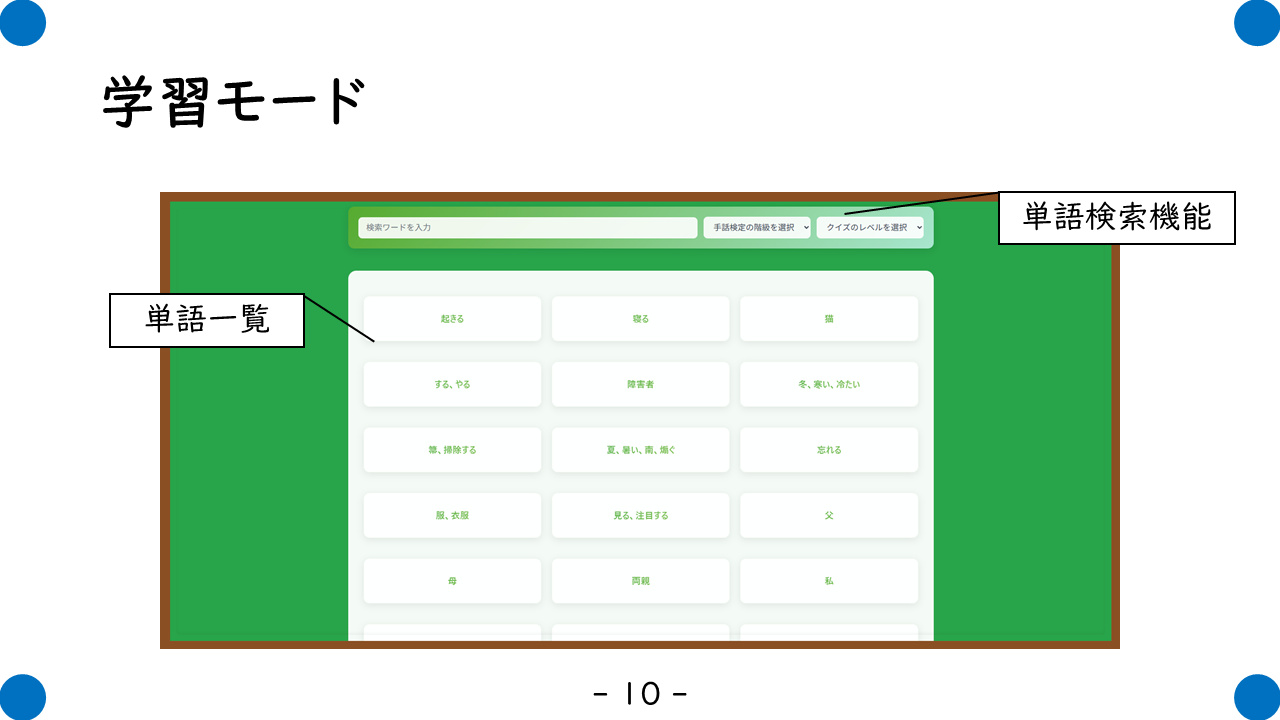 学習モード
単語検索機能
検索ワードを入力
手話検定の階級を選択
クイズのレベルを選択
単語一覧
起きる
寝る
猫
する、やる
障害者
冬、寒い、冷たい
箒、掃除する
夏、暑い、南、煽ぐ
忘れる
服、衣服
見る、注目する
父
母
両親
私
- 10 -